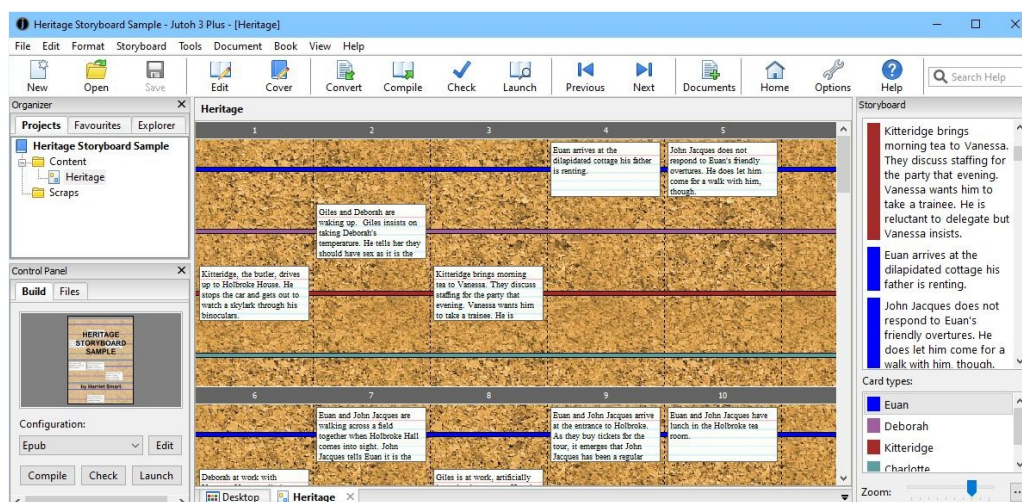 Heritage Storyboard Sample - Jutoh 3 Plus - [Heritage]
File Edit Format Storyboard Tools Document Book View Help
New Open Save Edit Cover Convert Compile Check Launch Previous Next Documents Home Options Help Search Help
Organizer
Projects Favourites Explorer
Heritage Storyboard Sample
Content
Heritage
Scraps
Control Panel
Build Files
HERITAGE
STORYBOARD
SAMPLE
by Harriet Smart
Configuration:
Epub Edit
Compile Check Launch
Heritage
1 2 3 4 5
Euan arrives at the
dilapidated cottage his father
is renting.
John Jacques does not
respond to Euan's friendly
overtures. He does let him
come for a walk with him,
though.
Giles and Deborah are
waking up. Giles insists on
taking Deborah's
temperature. He tells her they
should have sex as it is the
Kitteridge, the butler, drives
up to Holbroke House. He
stops the car and gets out to
watch a skylark through his
binoculars.
Kitteridge brings morning
tea to Vanessa. They discuss
staffing for the party that
evening. Vanessa wants him
to take a trainee. He is
6 7 8 9 10
Euan and John Jacques are
walking across a field
together when Holbroke Hall
comes into sight. John
Jacques tells Euan it is the
Euan and John Jacques arrive
at the entrance to Holbroke.
As they buy tickets for the
tour, it emerges that John
Jacques has been a regular
Euan and John Jacques have
lunch in the Holbroke tea
room.
Deborah at work with
Giles is at work, artificially
Desktop Heritage
Storyboard
Kitteridge brings
morning tea to Vanessa.
They discuss staffing for
the party that evening.
Vanessa wants him to
take a trainee. He is
reluctant to delegate but
Vanessa insists.
Euan arrives at the
dilapidated cottage his
father is renting.
John Jacques does not
respond to Euan's
friendly overtures. He
does let him come for a
walk with him, though.
Card types:
Euan
Deborah
Kitteridge
Charlotte
Zoom: